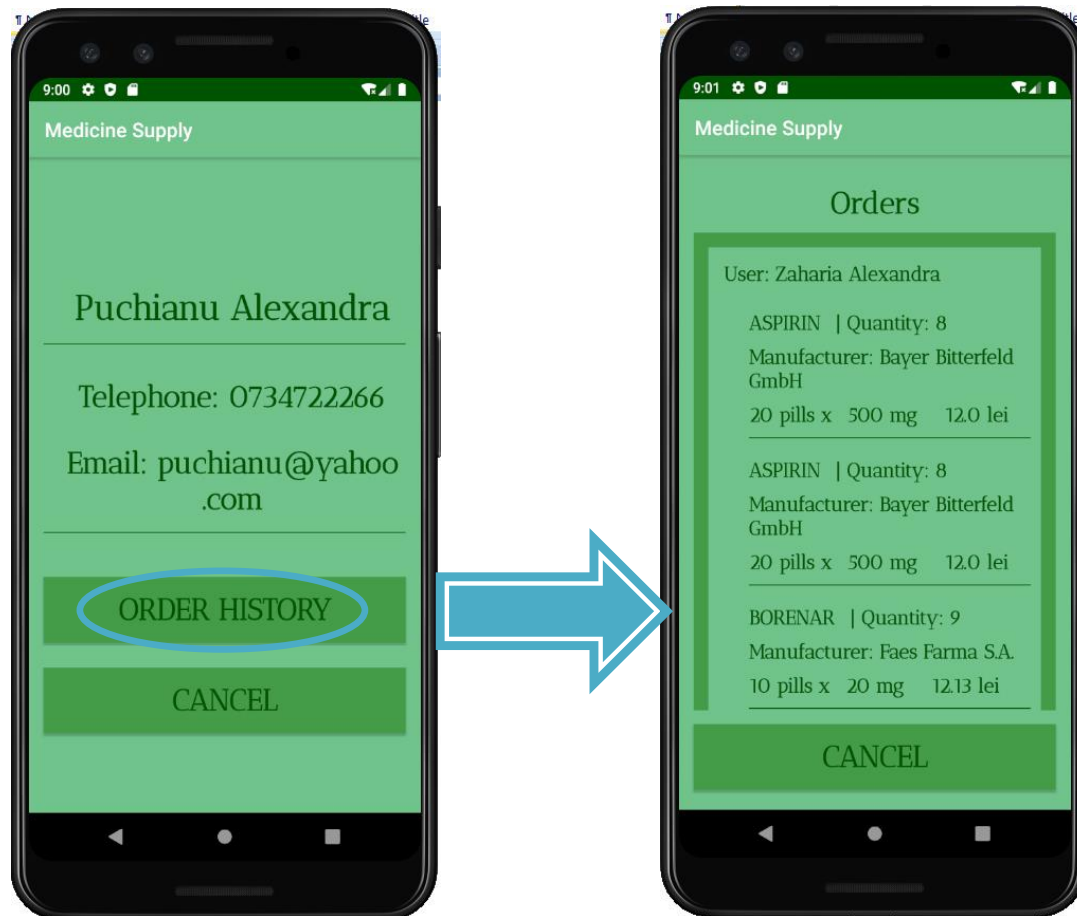 9:00
Medicine Supply
Puchianu Alexandra
Telephone: 0734722266
Email: puchianu@yahoo
.com
ORDER HISTORY
CANCEL
9:01
Medicine Supply
Orders
User: Zaharia Alexandra
ASPIRIN | Quantity: 8
Manufacturer: Bayer Bitterfeld
GmbH
20 pills x 500 mg 12.0 lei
ASPIRIN | Quantity: 8
Manufacturer: Bayer Bitterfeld
GmbH
20 pills x 500 mg 12.0 lei
BORENAR | Quantity: 9
Manufacturer: Faes Farma S.A.
10 pills x 20 mg 12.13 lei
CANCEL